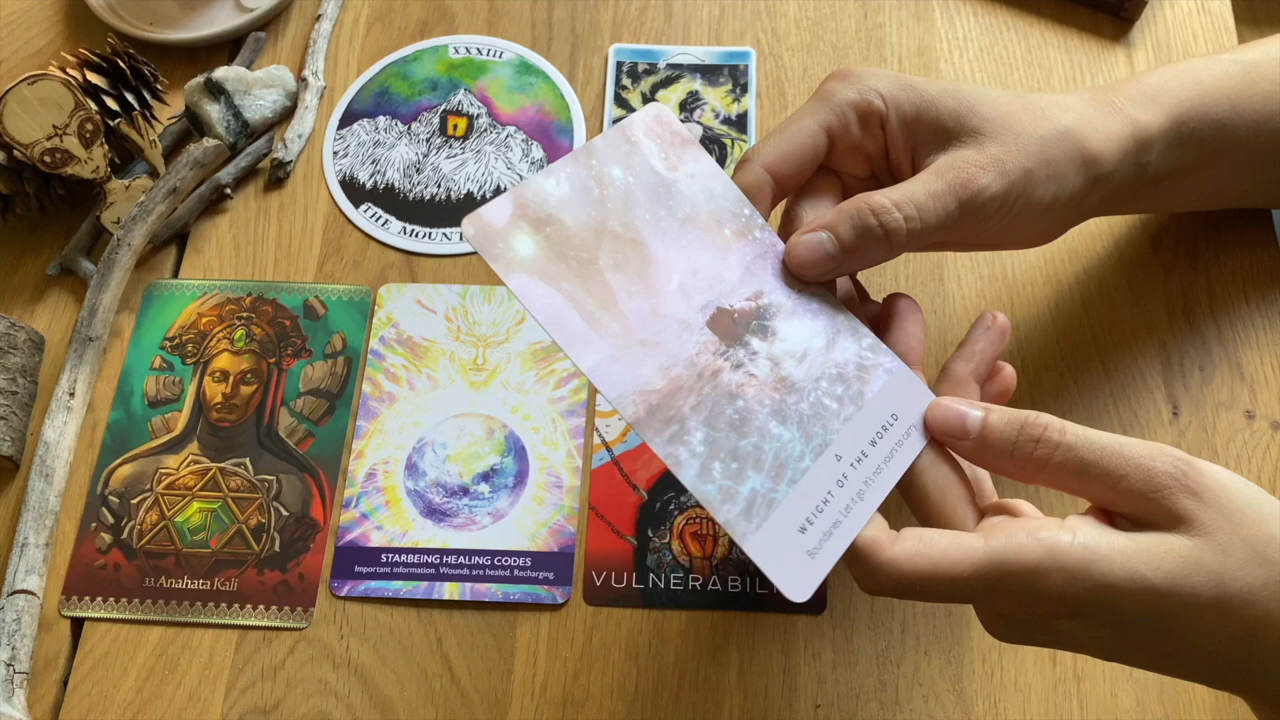 XXXIII
THE MOUNT
33. Anahata Kali
STARBEING HEALING CODES
Important information. Wounds are healed. Recharging.
VULNERABILI
WEIGHT OF THE WORLD
Boundaries. Let it go. It's not yours to carry.